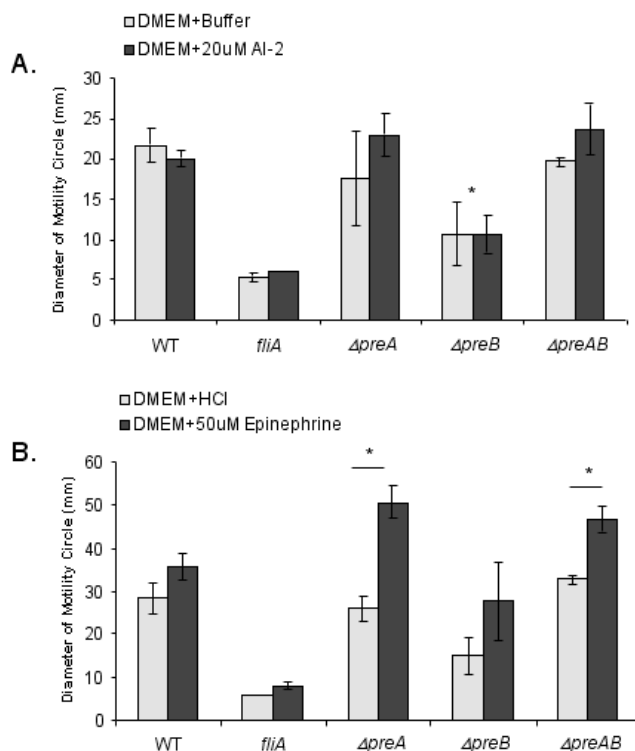 DMEM+Buffer
DMEM+20uM AI-2
A.
Diameter of Motility Circle (mm)
30
25
20
15
10
5
0
*
WT fliA ΔpreA ΔpreB ΔpreAB
DMEM+HCl
DMEM+50uM Epinephrine
B.
Diameter of Motility Circle (mm)
60
50
40
30
20
10
0
* *
WT fliA ΔpreA ΔpreB ΔpreAB